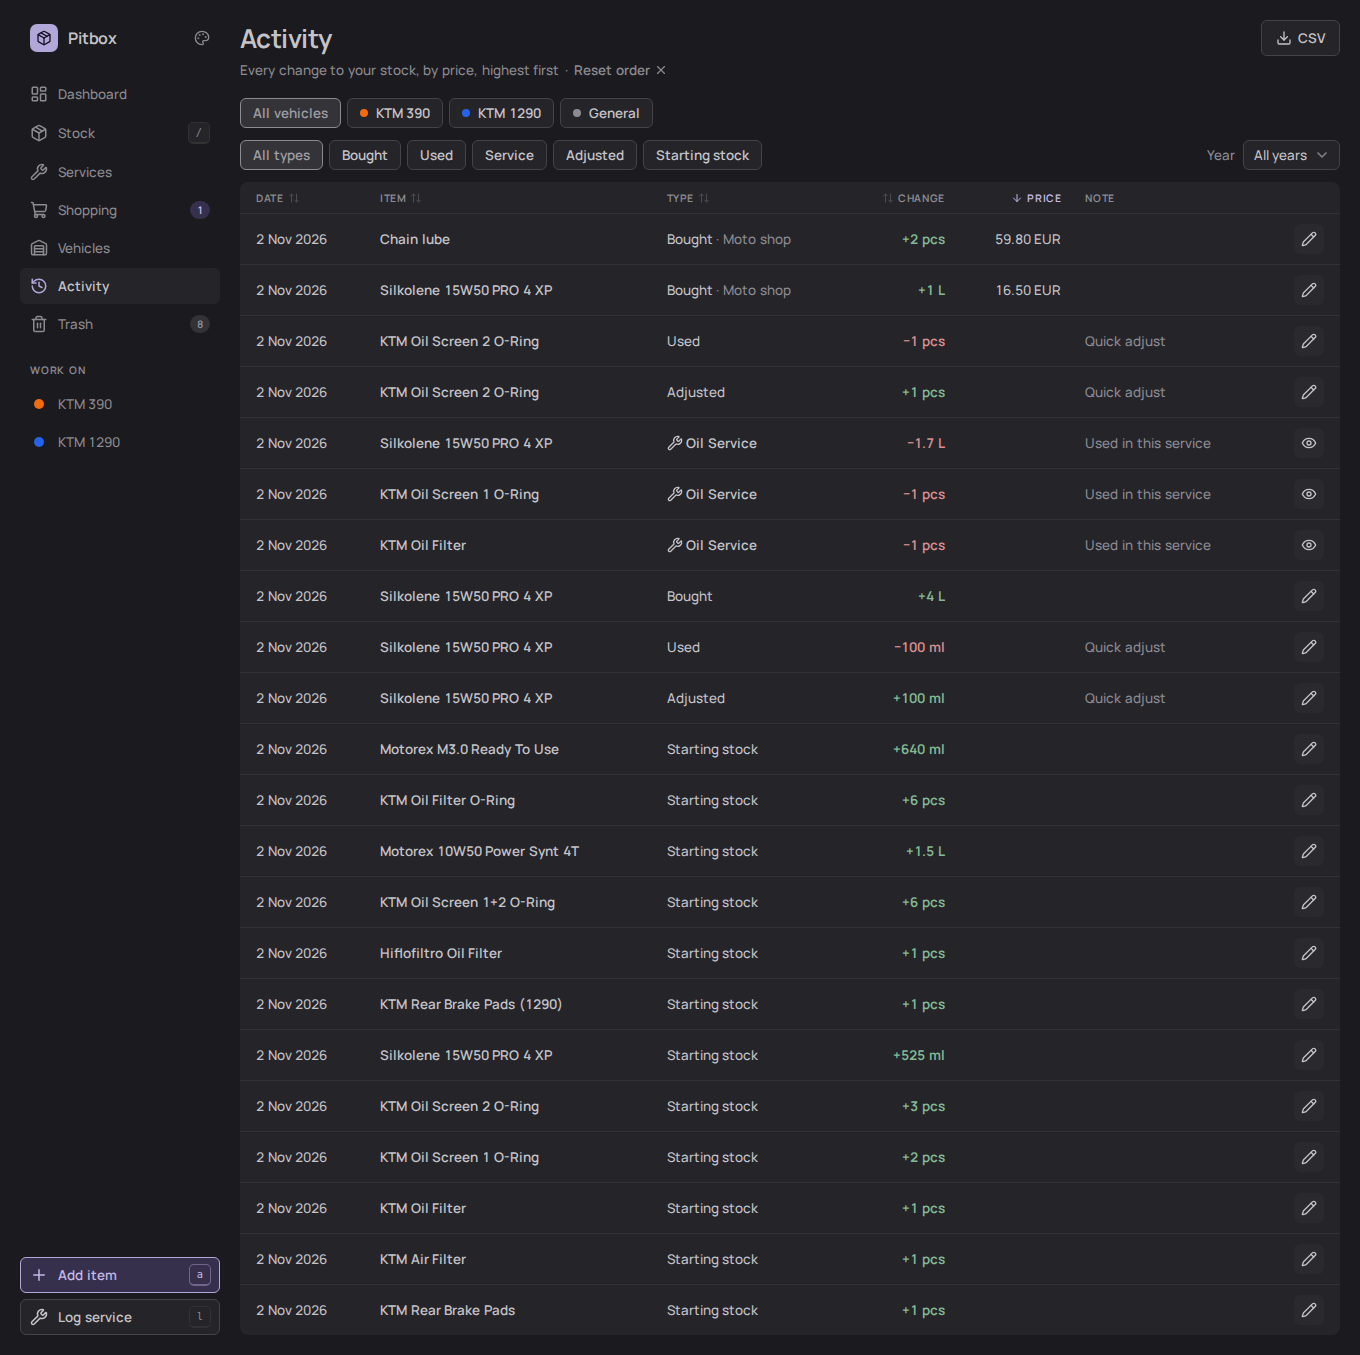 Pitbox
Dashboard
Stock /
Services
Shopping 1
Vehicles
Activity
Trash 8
WORK ON
KTM 390
KTM 1290
Add item a
Log service l
Activity
CSV
Every change to your stock, by price, highest first · Reset order ×
All vehicles KTM 390 KTM 1290 General
All types Bought Used Service Adjusted Starting stock Year All years
DATE ITEM TYPE CHANGE PRICE NOTE
2 Nov 2026 Chain lube Bought · Moto shop +2 pcs 59.80 EUR
2 Nov 2026 Silkolene 15W50 PRO 4 XP Bought · Moto shop +1 L 16.50 EUR
2 Nov 2026 KTM Oil Screen 2 O-Ring Used −1 pcs Quick adjust
2 Nov 2026 KTM Oil Screen 2 O-Ring Adjusted +1 pcs Quick adjust
2 Nov 2026 Silkolene 15W50 PRO 4 XP Oil Service −1.7 L Used in this service
2 Nov 2026 KTM Oil Screen 1 O-Ring Oil Service −1 pcs Used in this service
2 Nov 2026 KTM Oil Filter Oil Service −1 pcs Used in this service
2 Nov 2026 Silkolene 15W50 PRO 4 XP Bought +4 L
2 Nov 2026 Silkolene 15W50 PRO 4 XP Used −100 ml Quick adjust
2 Nov 2026 Silkolene 15W50 PRO 4 XP Adjusted +100 ml Quick adjust
2 Nov 2026 Motorex M3.0 Ready To Use Starting stock +640 ml
2 Nov 2026 KTM Oil Filter O-Ring Starting stock +6 pcs
2 Nov 2026 Motorex 10W50 Power Synt 4T Starting stock +1.5 L
2 Nov 2026 KTM Oil Screen 1+2 O-Ring Starting stock +6 pcs
2 Nov 2026 Hiflofiltro Oil Filter Starting stock +1 pcs
2 Nov 2026 KTM Rear Brake Pads (1290) Starting stock +1 pcs
2 Nov 2026 Silkolene 15W50 PRO 4 XP Starting stock +525 ml
2 Nov 2026 KTM Oil Screen 2 O-Ring Starting stock +3 pcs
2 Nov 2026 KTM Oil Screen 1 O-Ring Starting stock +2 pcs
2 Nov 2026 KTM Oil Filter Starting stock +1 pcs
2 Nov 2026 KTM Air Filter Starting stock +1 pcs
2 Nov 2026 KTM Rear Brake Pads Starting stock +1 pcs